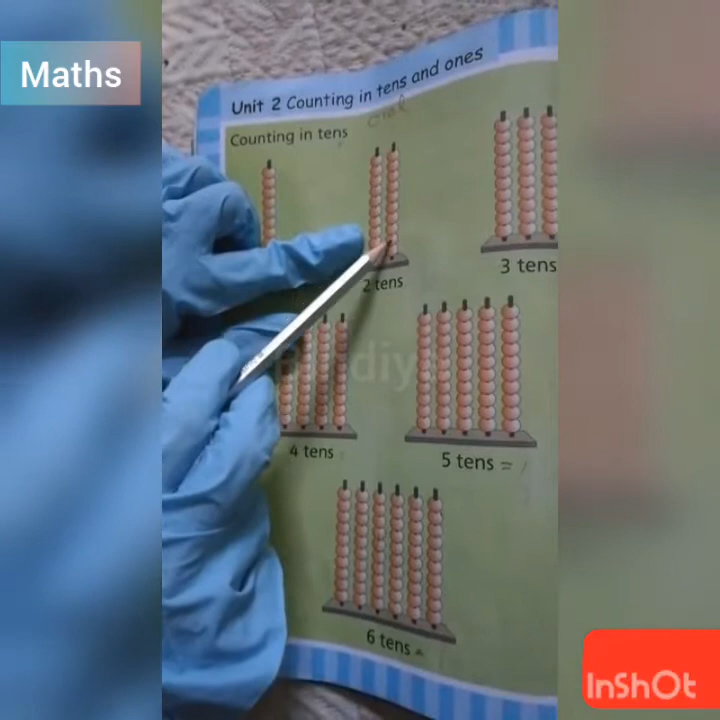 Maths
Unit 2 Counting in tens and ones
Counting in tens
2 tens
3 tens
4 tens
5 tens =
6 tens
InShOt